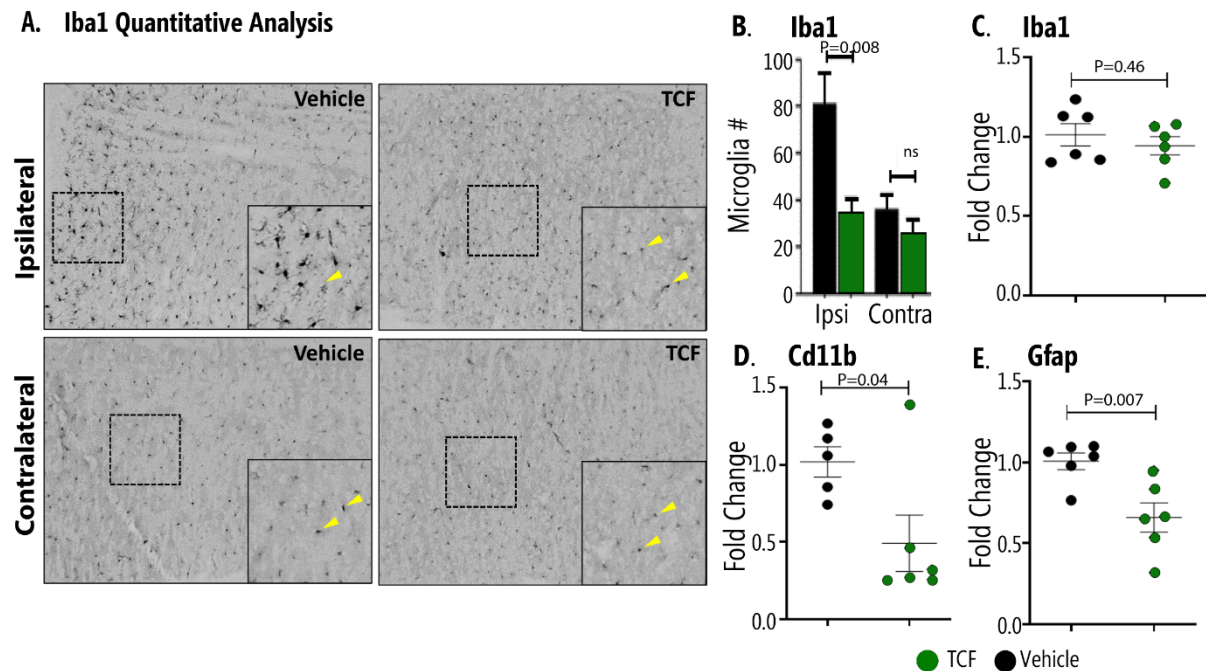 A. Iba1 Quantitative Analysis
Vehicle
TCF
Ipsilateral
Vehicle
TCF
Contralateral
B. Iba1
P=0.008
100
80
60
40
20
0
Microglia #
ns
Ipsi Contra
C. Iba1
1.5
1.0
0.5
0.0
Fold Change
P=0.46
D. Cd11b
1.5
1.0
0.5
0.0
Fold Change
P=0.04
E. Gfap
1.5
1.0
0.5
0.0
Fold Change
P=0.007
TCF Vehicle